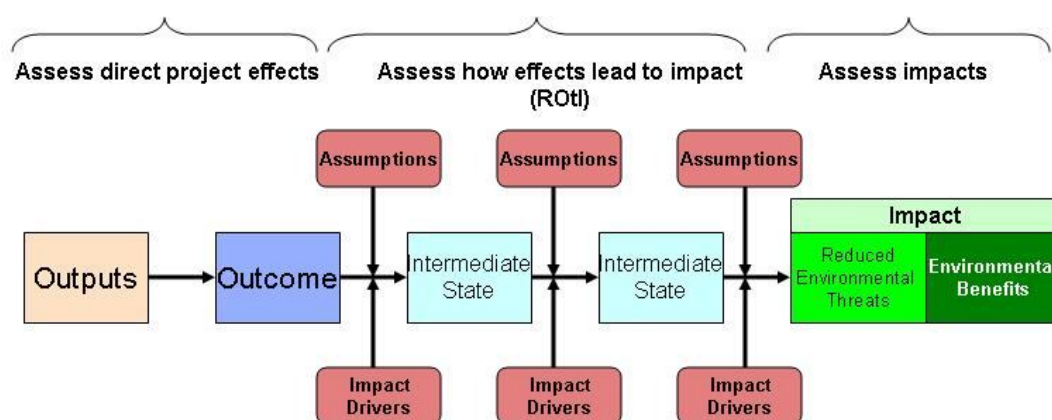 Assess direct project effects
Assess how effects lead to impact
(ROtI)
Assess impacts
Assumptions
Assumptions
Assumptions
Outputs
Outcome
Intermediate
State
Intermediate
State
Impact
Reduced
Environmental
Threats
Environmenta
Benefits
Impact
Drivers
Impact
Drivers
Impact
Drivers